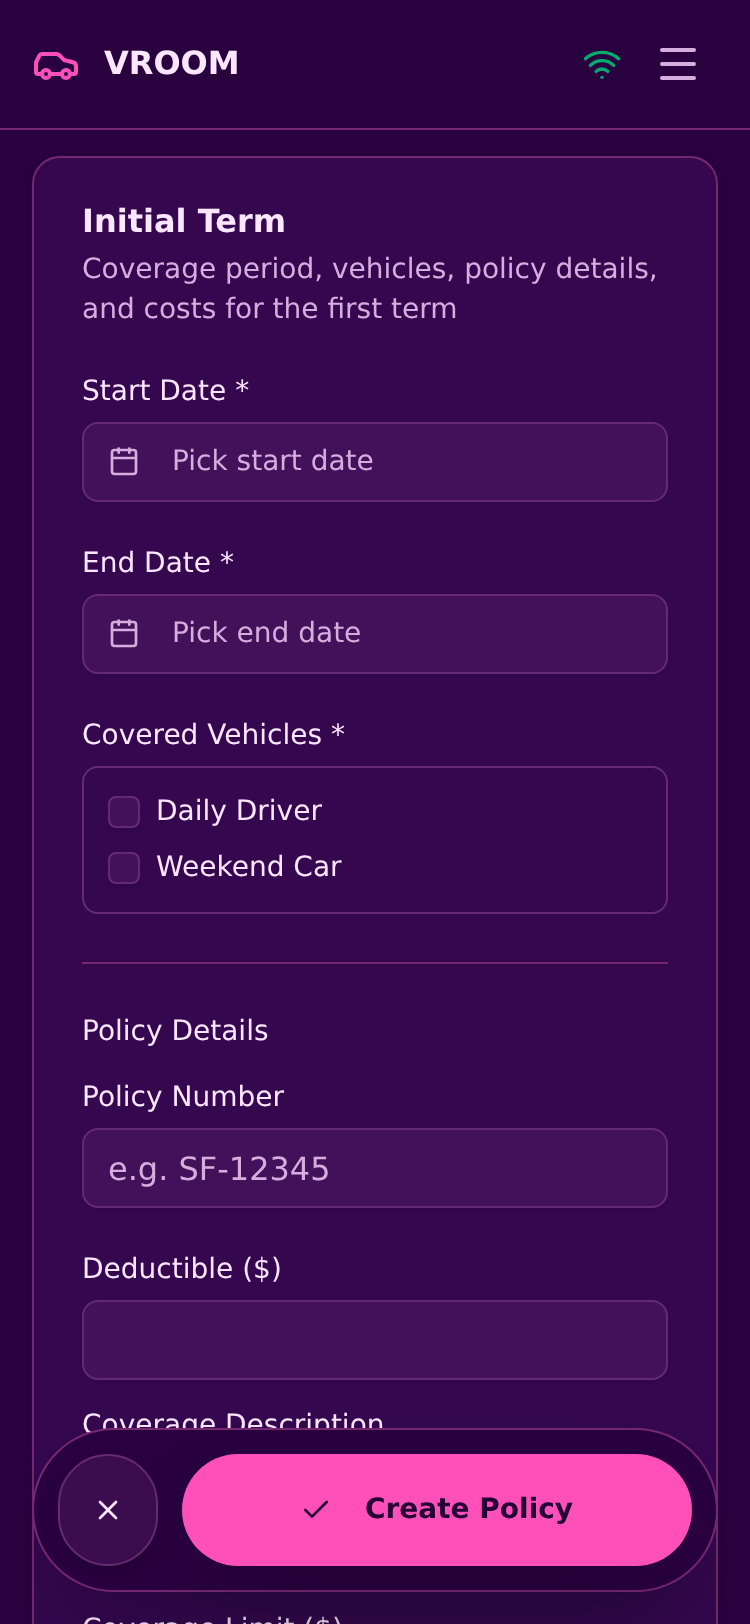 VROOM
Initial Term
Coverage period, vehicles, policy details,
and costs for the first term
Start Date *
Pick start date
End Date *
Pick end date
Covered Vehicles *
Daily Driver
Weekend Car
Policy Details
Policy Number
e.g. SF-12345
Deductible ($)
Coverage Description
Create Policy
Coverage Limit ($)